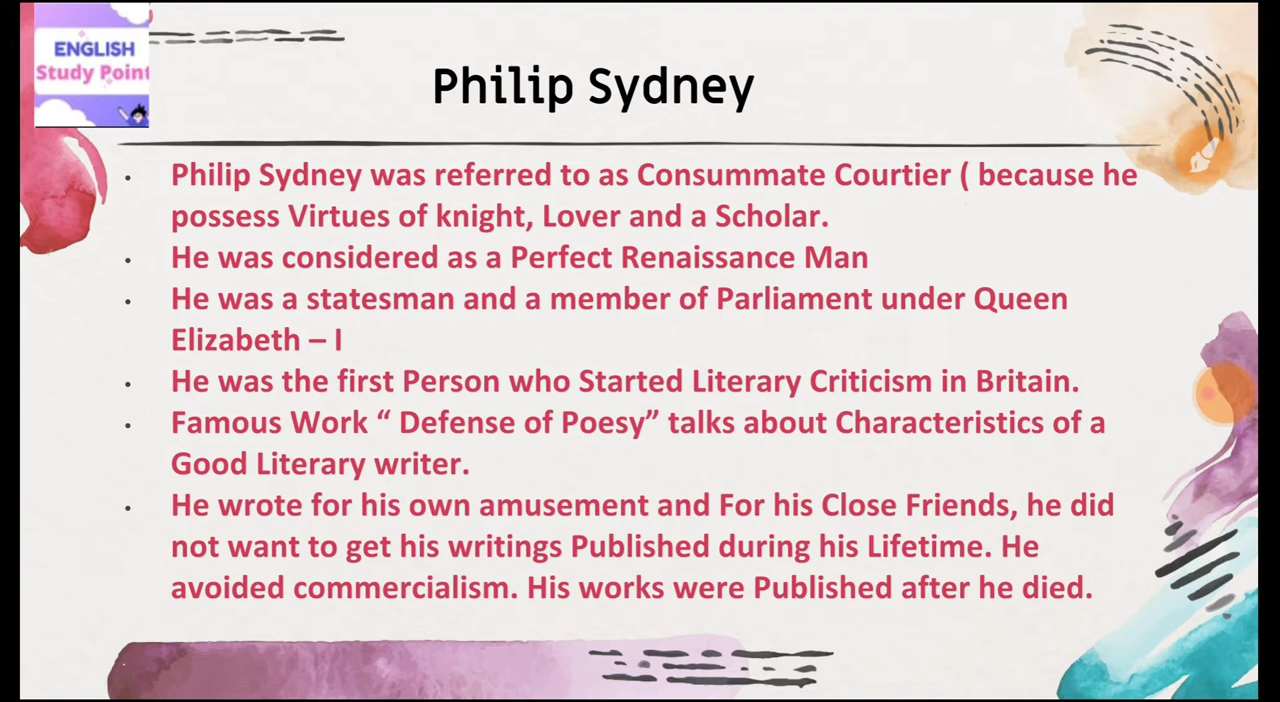 ENGLISH
Study Point
Philip Sydney
• Philip Sydney was referred to as Consummate Courtier ( because he
possess Virtues of knight, Lover and a Scholar.
• He was considered as a Perfect Renaissance Man
• He was a statesman and a member of Parliament under Queen
Elizabeth – I
• He was the first Person who Started Literary Criticism in Britain.
• Famous Work “ Defense of Poesy” talks about Characteristics of a
Good Literary writer.
• He wrote for his own amusement and For his Close Friends, he did
not want to get his writings Published during his Lifetime. He
avoided commercialism. His works were Published after he died.